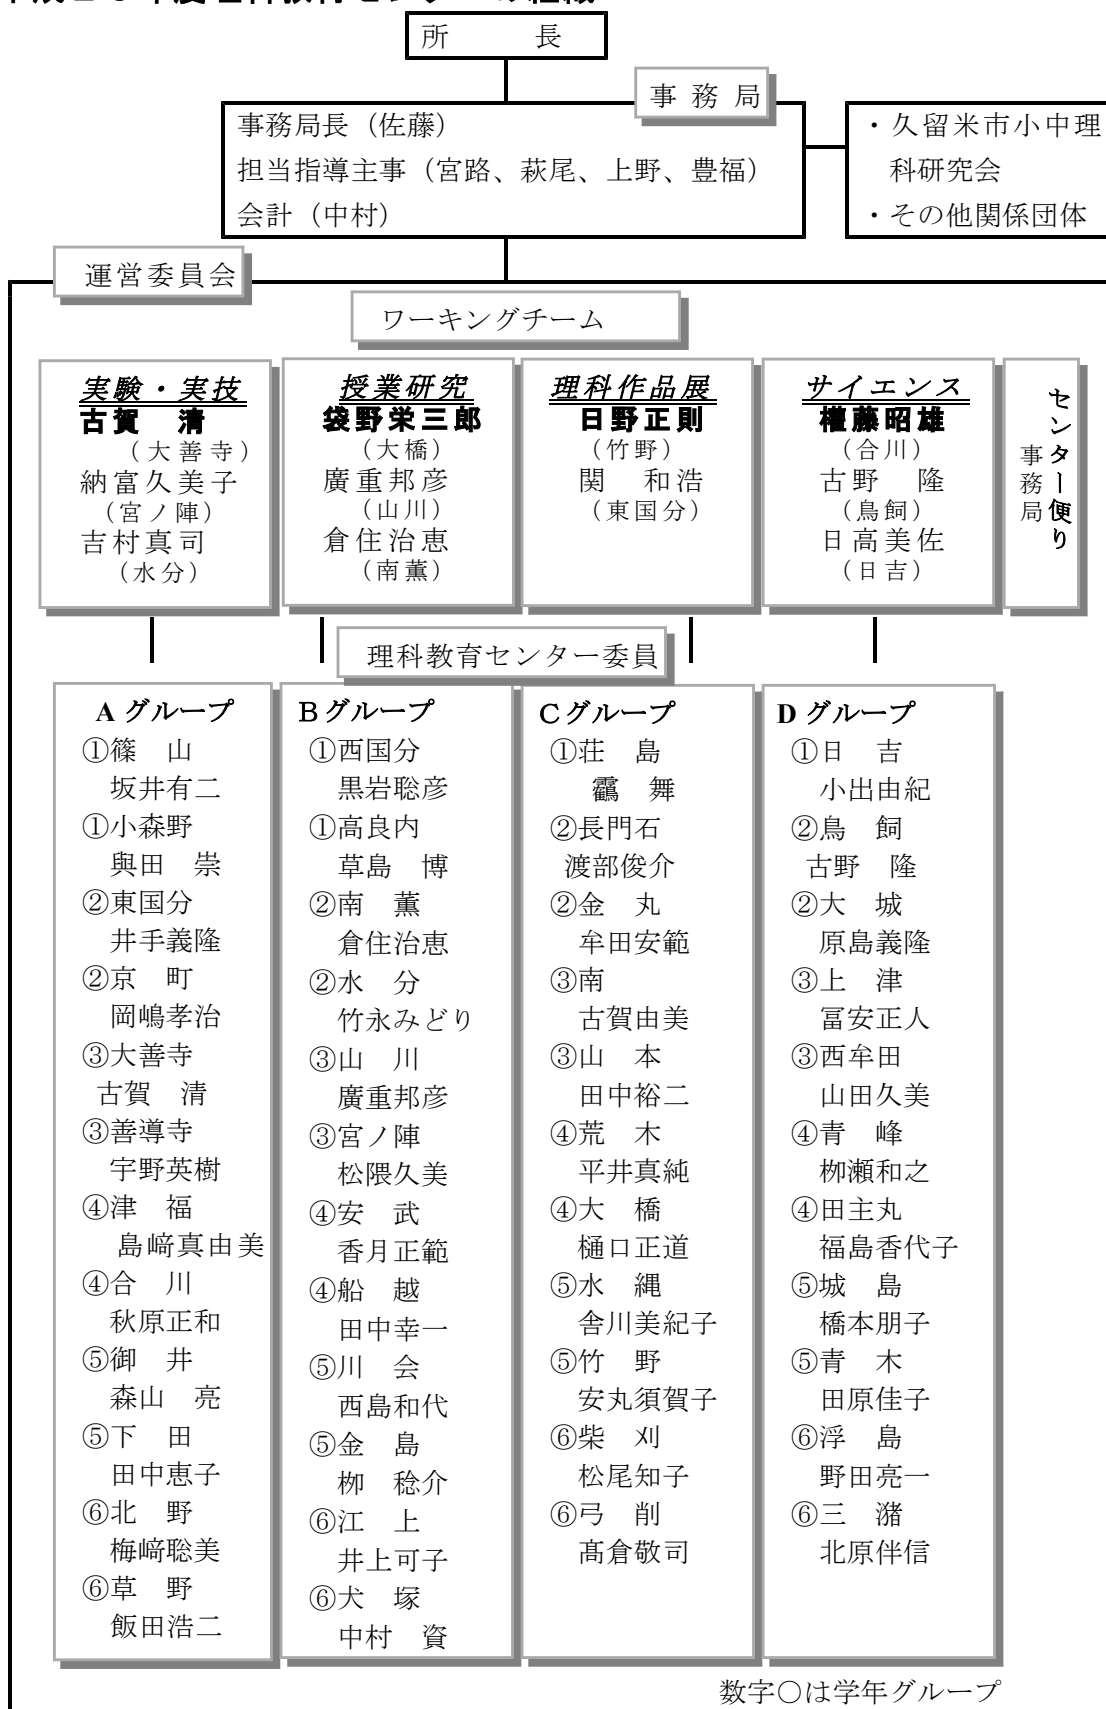 所　　長
事 務 局
事務局長（佐藤）
担当指導主事（宮路、萩尾、上野、豊福）
会計（中村）
・久留米市小中理
科研究会
・その他関係団体
運営委員会
ワーキングチーム
実験・実技
古賀　清
（大善寺）
納富久美子
（宮ノ陣）
吉村真司
（水分）
授業研究
袋野栄三郎
（大橋）
廣重邦彦
（山川）
倉住治恵
（南薫）
理科作品展
日野正則
（竹野）
関　和浩
（東国分）
サイエンス
權藤昭雄
（合川）
古野　隆
（鳥飼）
日高美佐
（日吉）
センター便り
事務局
理科教育センター委員
A グループ
①篠　山
坂井有二
①小森野
與田　崇
②東国分
井手義隆
②京　町
岡嶋孝治
③大善寺
古賀　清
③善導寺
宇野英樹
④津　福
島﨑真由美
④合　川
秋原正和
⑤御　井
森山　亮
⑤下　田
田中恵子
⑥北　野
梅﨑聡美
⑥草　野
飯田浩二
Ｂグループ
①西国分
黒岩聡彦
①高良内
草島　博
②南　薫
倉住治恵
②水　分
竹永みどり
③山　川
廣重邦彦
③宮ノ陣
松隈久美
④安　武
香月正範
④船　越
田中幸一
⑤川　会
西島和代
⑤金　島
栁　稔介
⑥江　上
井上可子
⑥犬　塚
中村　資
Ｃグループ
①荘　島
靍　舞
②長門石
渡部俊介
②金　丸
牟田安範
③南
古賀由美
③山　本
田中裕二
④荒　木
平井真純
④大　橋
樋口正道
⑤水　縄
舎川美紀子
⑤竹　野
安丸須賀子
⑥柴　刈
松尾知子
⑥弓　削
髙倉敬司
D グループ
①日　吉
小出由紀
②鳥　飼
古野　隆
②大　城
原島義隆
③上　津
冨安正人
③西牟田
山田久美
④青　峰
栁瀬和之
④田主丸
福島香代子
⑤城　島
橋本朋子
⑤青　木
田原佳子
⑥浮　島
野田亮一
⑥三　潴
北原伴信
数字○は学年グループ